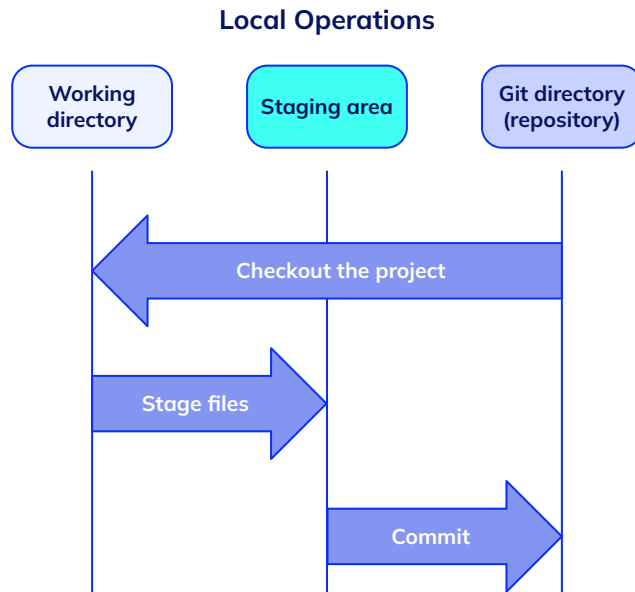 Local Operations
Working
directory
Staging area
Git directory
(repository)
Checkout the project
Stage files
Commit